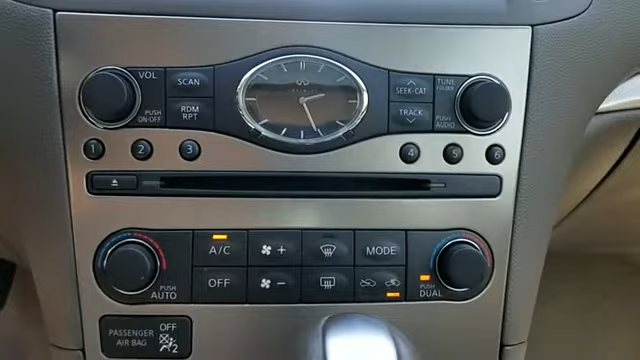 VOL
PUSH
ON·OFF
SCAN
RDM
RPT
SEEK·CAT
TRACK
TUNE
FOLDER
PUSH
AUDIO
1 2 3 4 5 6
PUSH
AUTO
A/C
+
MODE
OFF
-
PUSH
DUAL
PASSENGER
AIR BAG
OFF
2